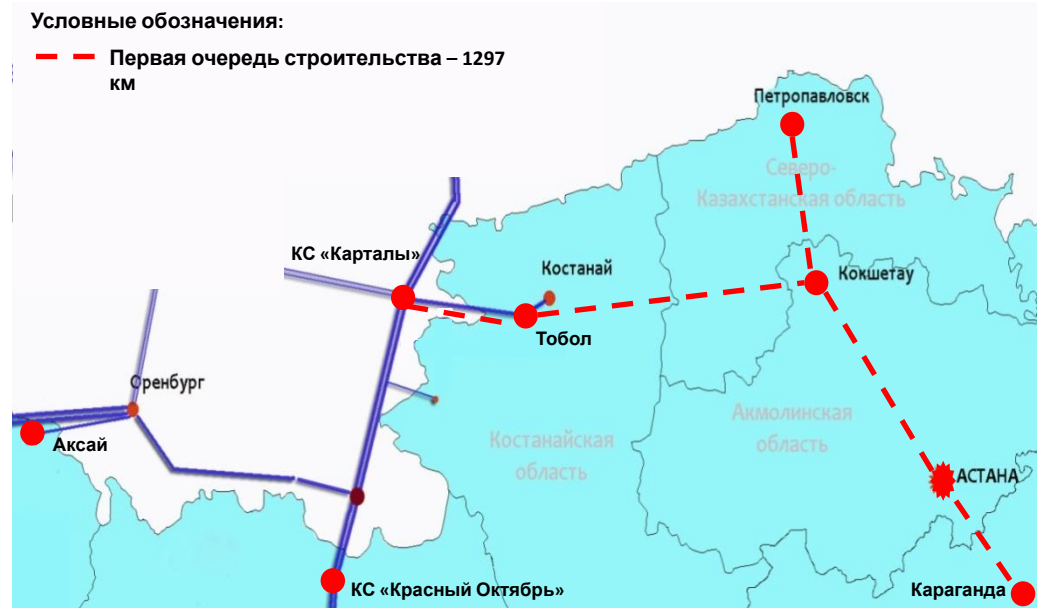 Условные обозначения:
Первая очередь строительства – 1297
км
Петропавловск
Северо-
Казахстанская область
КС «Карталы»
Костанай
Кокшетау
Тобол
Оренбург
Аксай
Костанайская
область
Акмолинская
область
АСТАНА
КС «Красный Октябрь»
Караганда